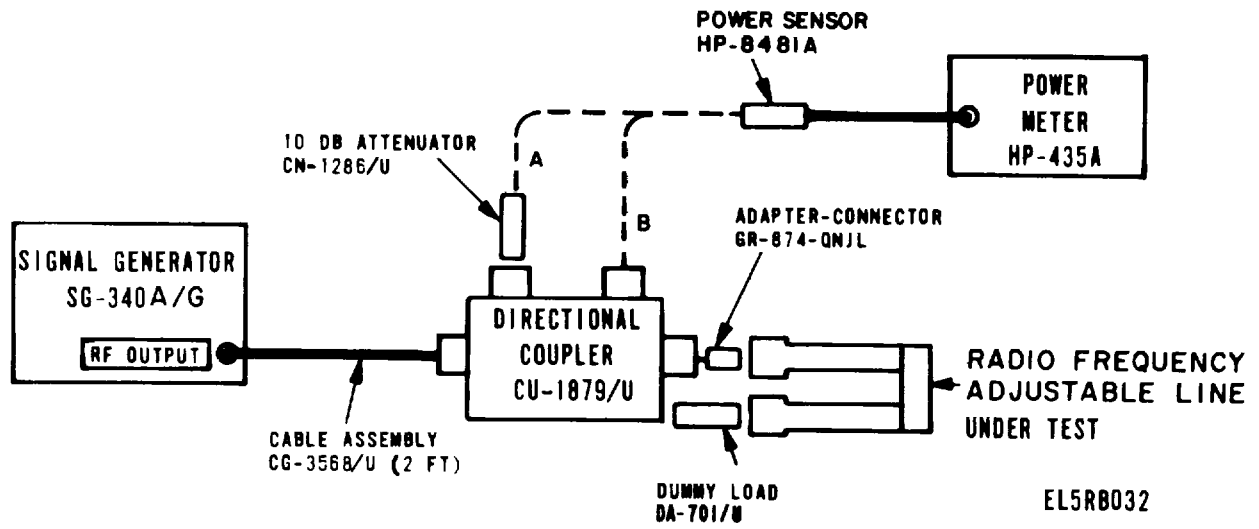 POWER SENSOR
HP-8481A
POWER
METER
HP-435A
10 DB ATTENUATOR
CN-1286/U
A
B
ADAPTER-CONNECTOR
GR-874-QNJL
SIGNAL GENERATOR
SG-340A/G
RF OUTPUT
DIRECTIONAL
COUPLER
CU-1879/U
RADIO FREQUENCY
ADJUSTABLE LINE
UNDER TEST
CABLE ASSEMBLY
CG-3568/U (2 FT)
DUMMY LOAD
DA-701/U
EL5RB032